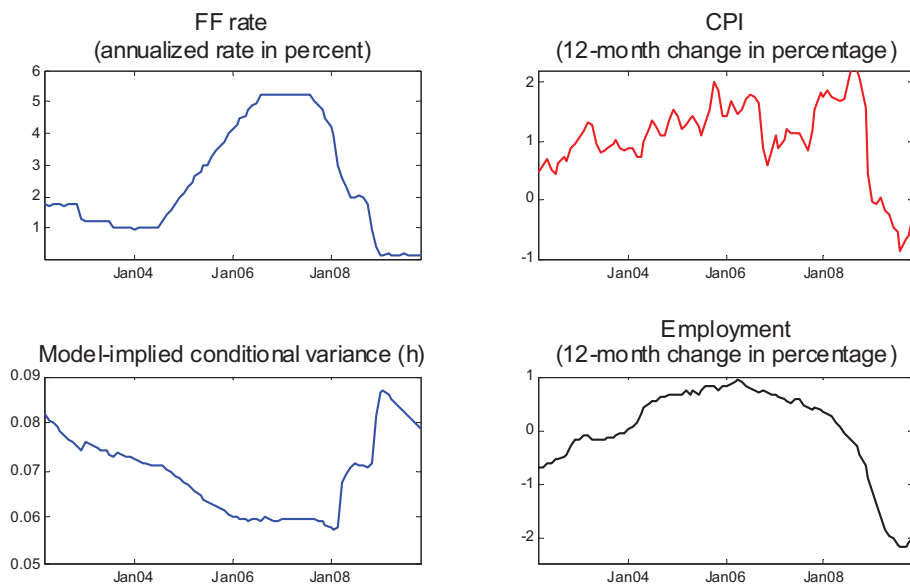 FF rate
(annualized rate in percent)
6
5
4
3
2
1
Jan04 Jan06 Jan08
CPI
(12-month change in percentage)
2
1
0
-1
Jan04 Jan06 Jan08
Model-implied conditional variance (h)
0.09
0.08
0.07
0.06
0.05
Jan04 Jan06 Jan08
Employment
(12-month change in percentage)
1
0
-1
-2
Jan04 Jan06 Jan08